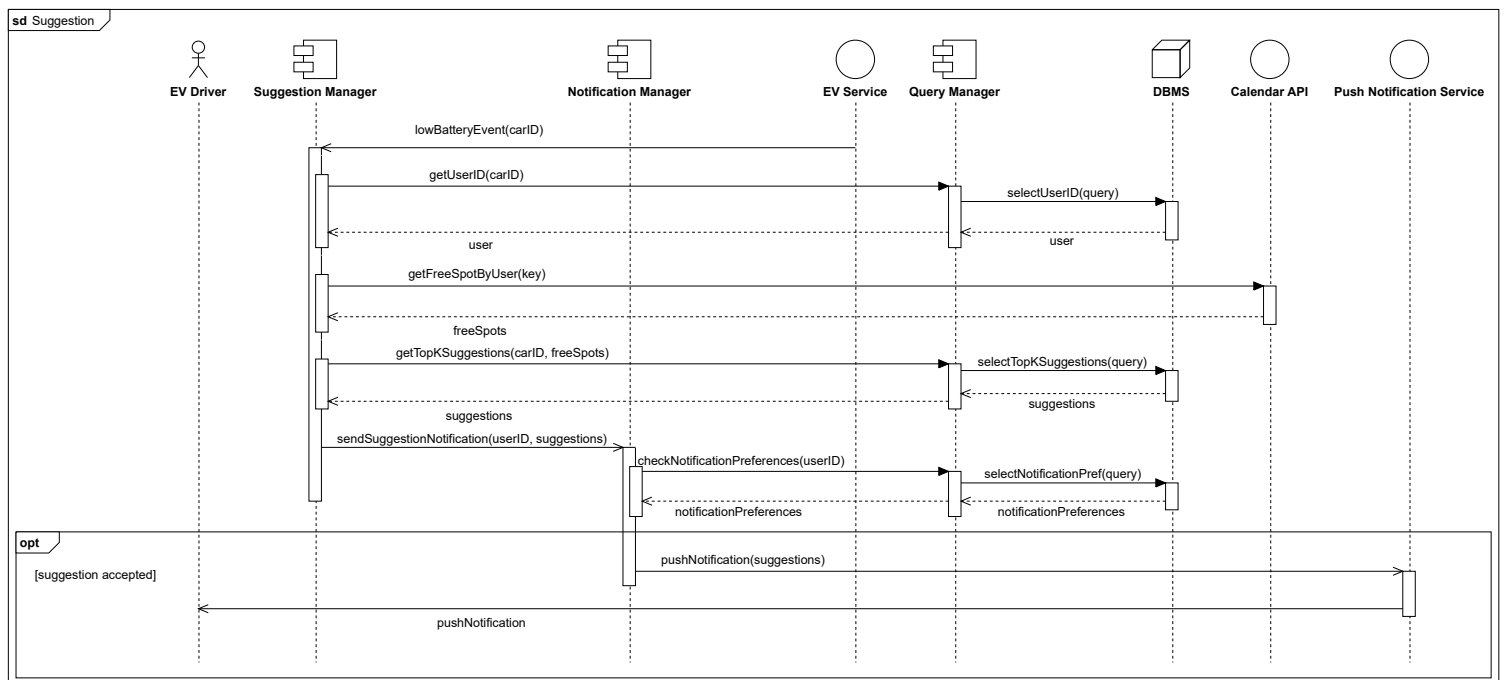 sd Suggestion
EV Driver
Suggestion Manager
Notification Manager
EV Service
Query Manager
DBMS
Calendar API
Push Notification Service
lowBatteryEvent(carID)
getUserID(carID)
selectUserID(query)
user
user
getFreeSpotByUser(key)
freeSpots
getTopKSuggestions(carID, freeSpots)
selectTopKSuggestions(query)
suggestions
suggestions
sendSuggestionNotification(userID, suggestions)
checkNotificationPreferences(userID)
selectNotificationPref(query)
notificationPreferences
notificationPreferences
opt
pushNotification(suggestions)
[suggestion accepted]
pushNotification